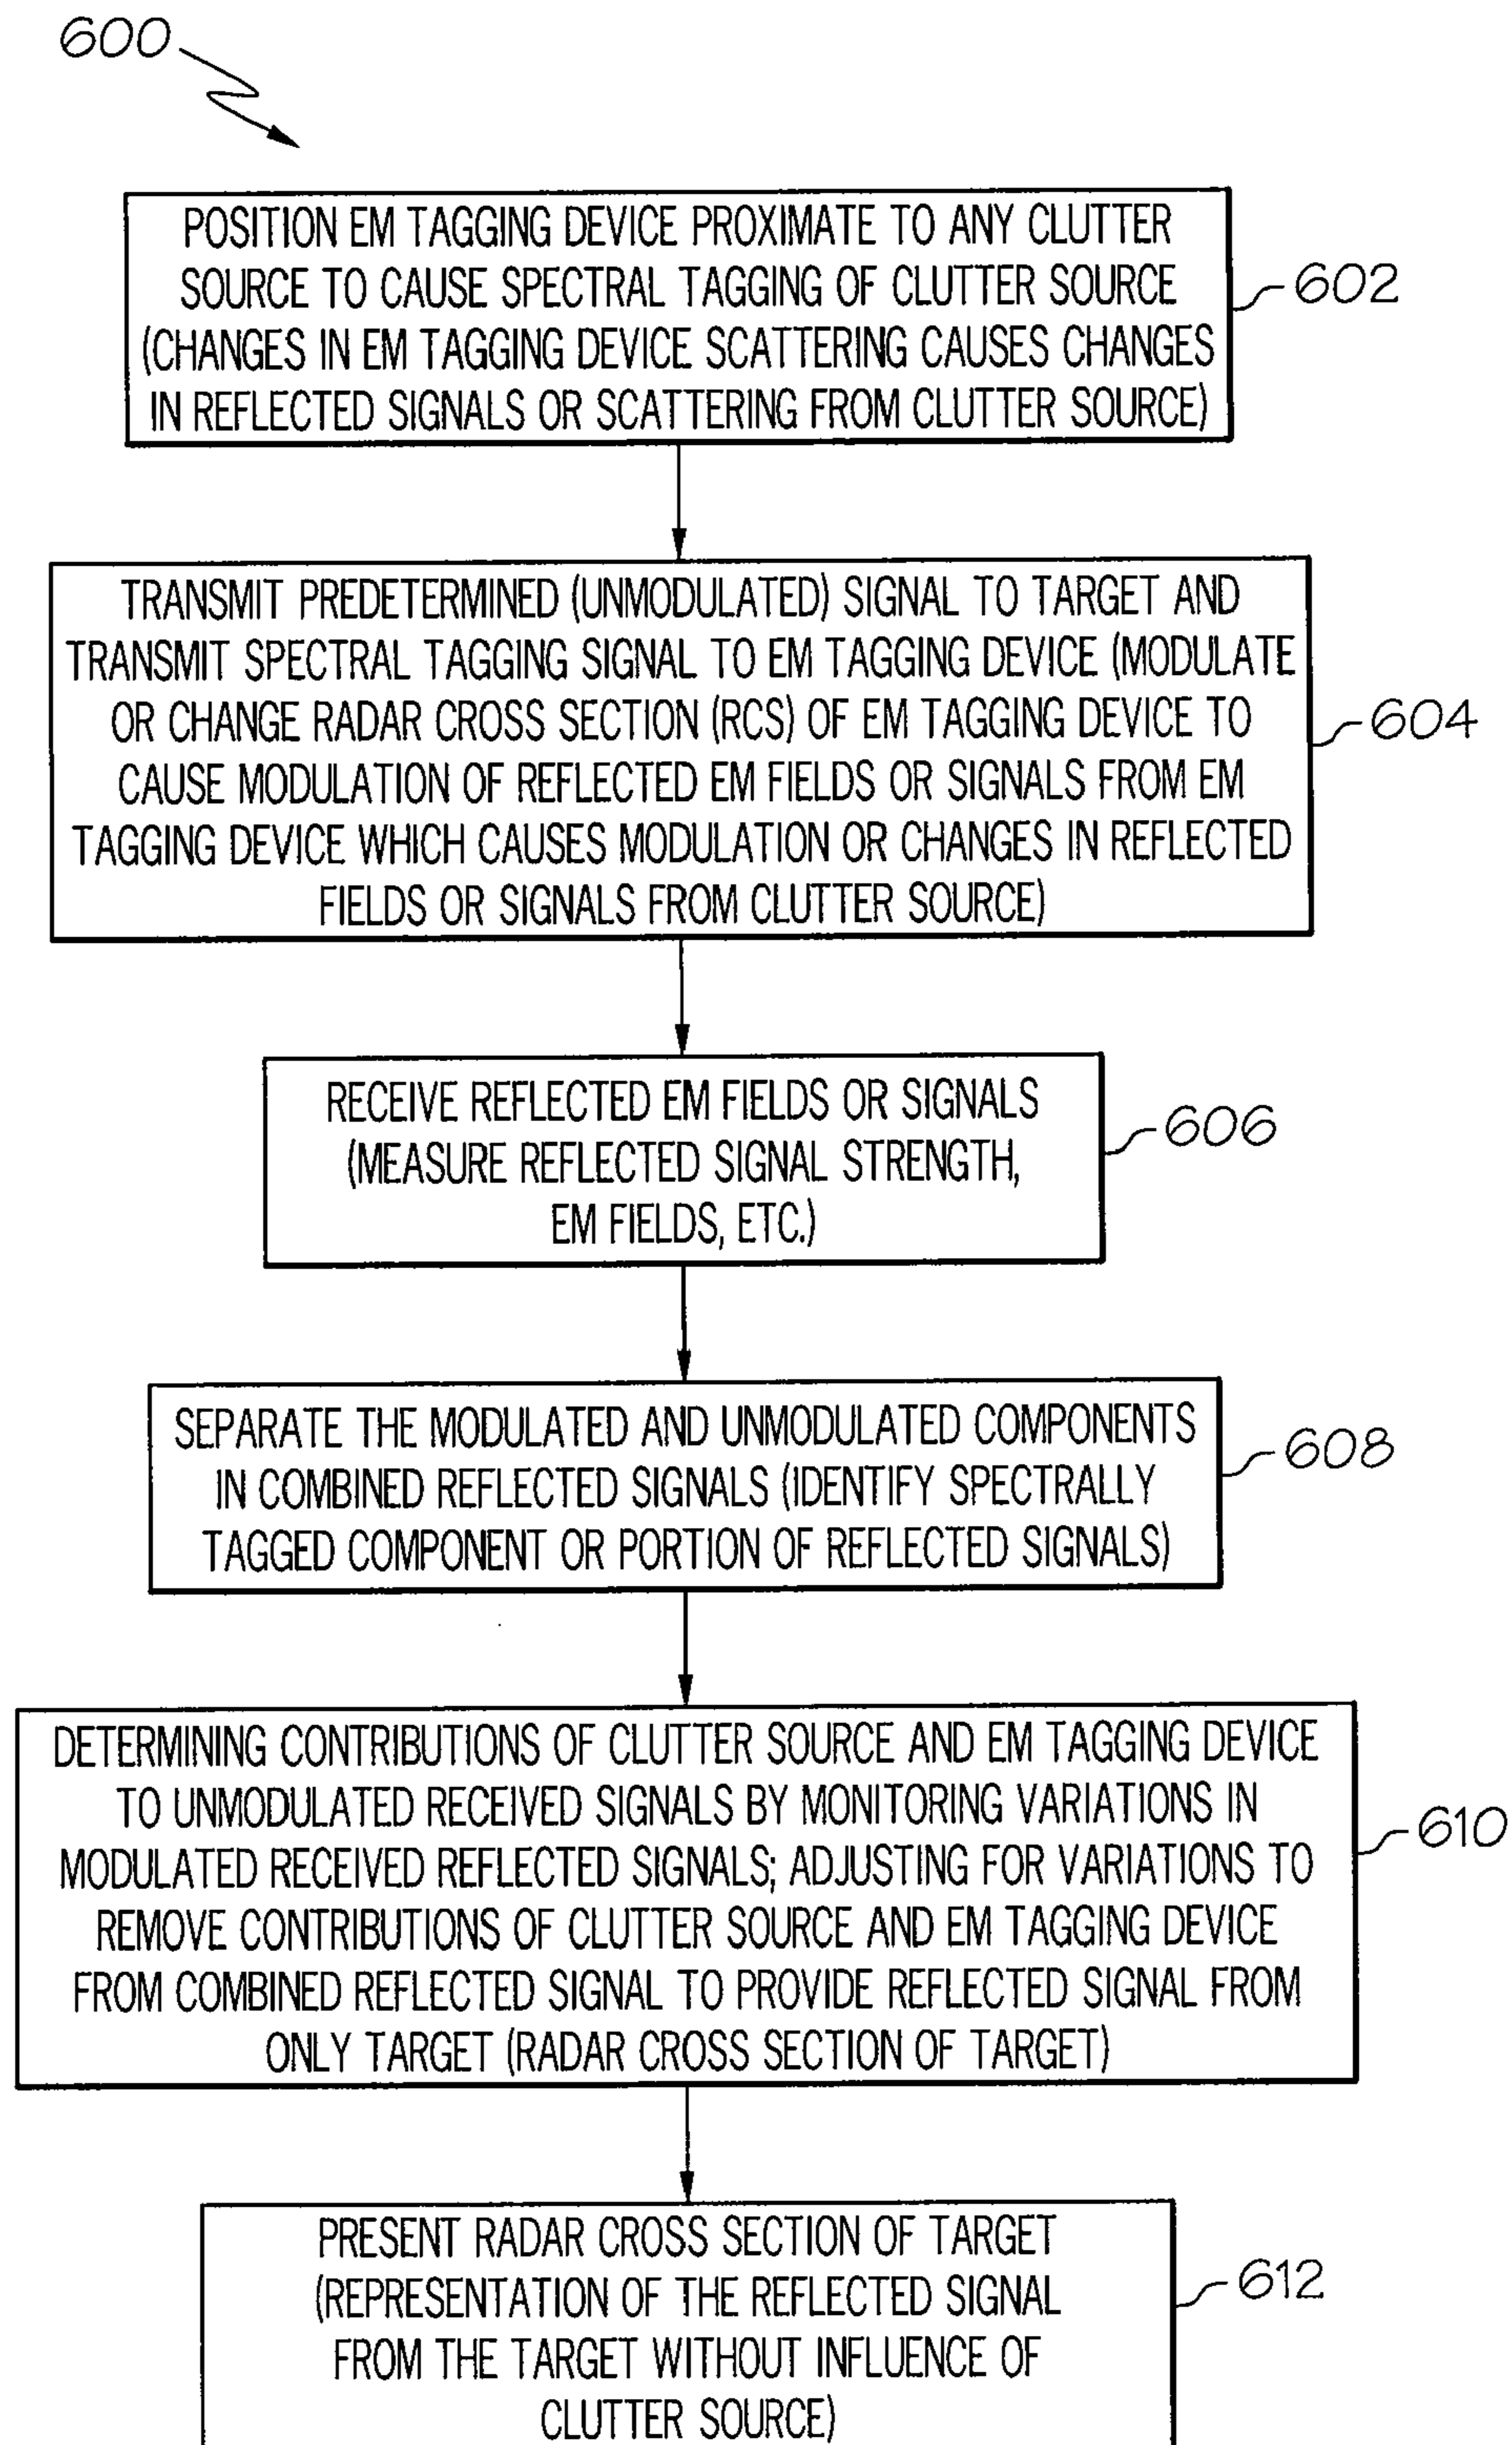 600
POSITION EM TAGGING DEVICE PROXIMATE TO ANY CLUTTER
SOURCE TO CAUSE SPECTRAL TAGGING OF CLUTTER SOURCE
(CHANGES IN EM TAGGING DEVICE SCATTERING CAUSES CHANGES
IN REFLECTED SIGNALS OR SCATTERING FROM CLUTTER SOURCE)
602
TRANSMIT PREDETERMINED (UNMODULATED) SIGNAL TO TARGET AND
TRANSMIT SPECTRAL TAGGING SIGNAL TO EM TAGGING DEVICE (MODULATE
OR CHANGE RADAR CROSS SECTION (RCS) OF EM TAGGING DEVICE TO
CAUSE MODULATION OF REFLECTED EM FIELDS OR SIGNALS FROM EM
TAGGING DEVICE WHICH CAUSES MODULATION OR CHANGES IN REFLECTED
FIELDS OR SIGNALS FROM CLUTTER SOURCE)
604
RECEIVE REFLECTED EM FIELDS OR SIGNALS
(MEASURE REFLECTED SIGNAL STRENGTH,
EM FIELDS, ETC.)
606
SEPARATE THE MODULATED AND UNMODULATED COMPONENTS
IN COMBINED REFLECTED SIGNALS (IDENTIFY SPECTRALLY
TAGGED COMPONENT OR PORTION OF REFLECTED SIGNALS)
608
DETERMINING CONTRIBUTIONS OF CLUTTER SOURCE AND EM TAGGING DEVICE
TO UNMODULATED RECEIVED SIGNALS BY MONITORING VARIATIONS IN
MODULATED RECEIVED REFLECTED SIGNALS; ADJUSTING FOR VARIATIONS TO
REMOVE CONTRIBUTIONS OF CLUTTER SOURCE AND EM TAGGING DEVICE
FROM COMBINED REFLECTED SIGNAL TO PROVIDE REFLECTED SIGNAL FROM
ONLY TARGET (RADAR CROSS SECTION OF TARGET)
610
PRESENT RADAR CROSS SECTION OF TARGET
(REPRESENTATION OF THE REFLECTED SIGNAL
FROM THE TARGET WITHOUT INFLUENCE OF
CLUTTER SOURCE)
612